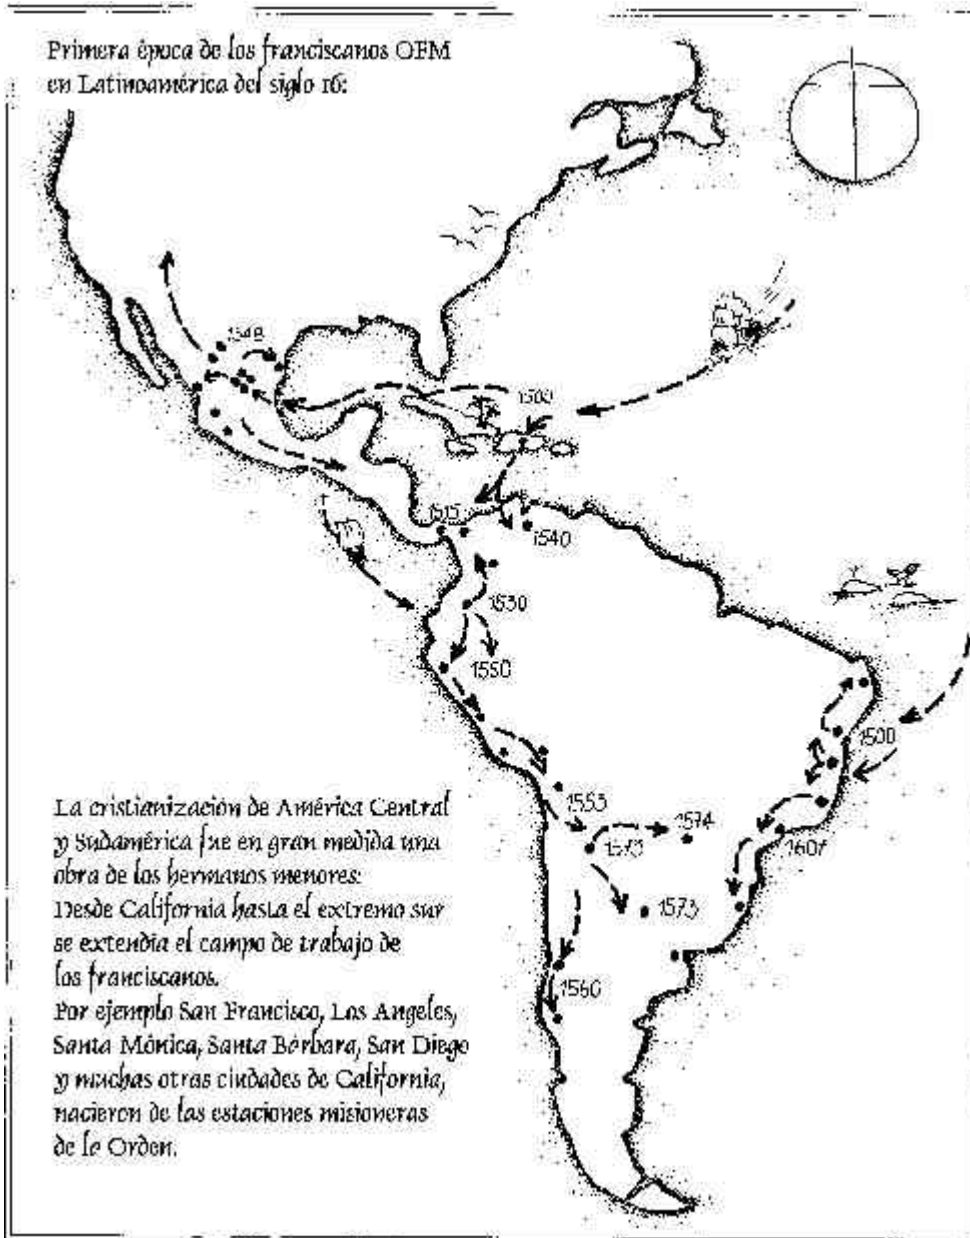 Primera época de los franciscanos OFM
en Latinoamérica del siglo 16:
1548
1500
1515
1540
1530
1550
1500
1553
1574
1573
1607
1573
1560
La cristianización de América Central
y Sudamérica fue en gran medida una
obra de los hermanos menores:
Desde California hasta el extremo sur
se extendía el campo de trabajo de
los franciscanos.
Por ejemplo San Francisco, Los Angeles,
Santa Mónica, Santa Bérbara, San Diego
y muchas otras ciudades de California,
nacieron de las estaciones misioneras
de le Orden.